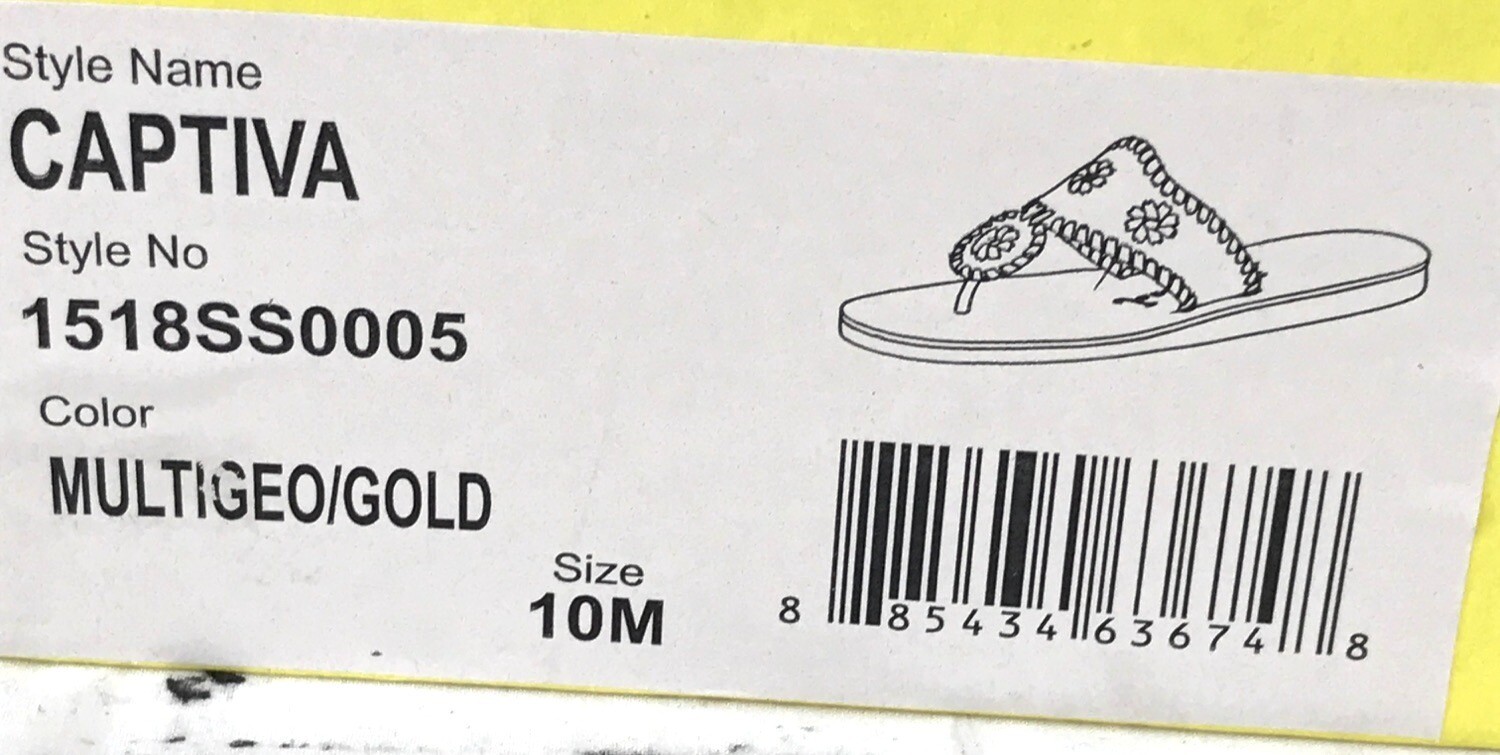 Style Name
CAPTIVA
Style No
1518SS0005
Color
MULTIGEO/GOLD
Size
10M
8 85434 63674 8